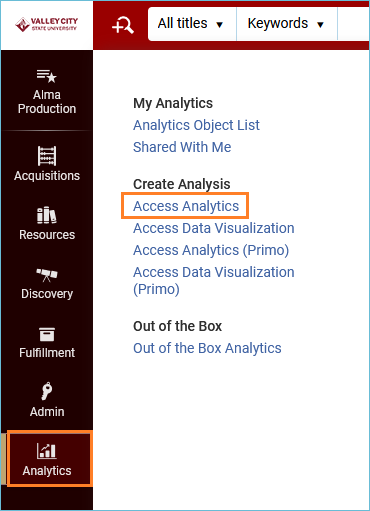 VALLEY CITY
STATE UNIVERSITY
All titles
Keywords
Alma
Production
Acquisitions
Resources
Discovery
Fulfillment
Admin
Analytics
My Analytics
Analytics Object List
Shared With Me
Create Analysis
Access Analytics
Access Data Visualization
Access Analytics (Primo)
Access Data Visualization
(Primo)
Out of the Box
Out of the Box Analytics